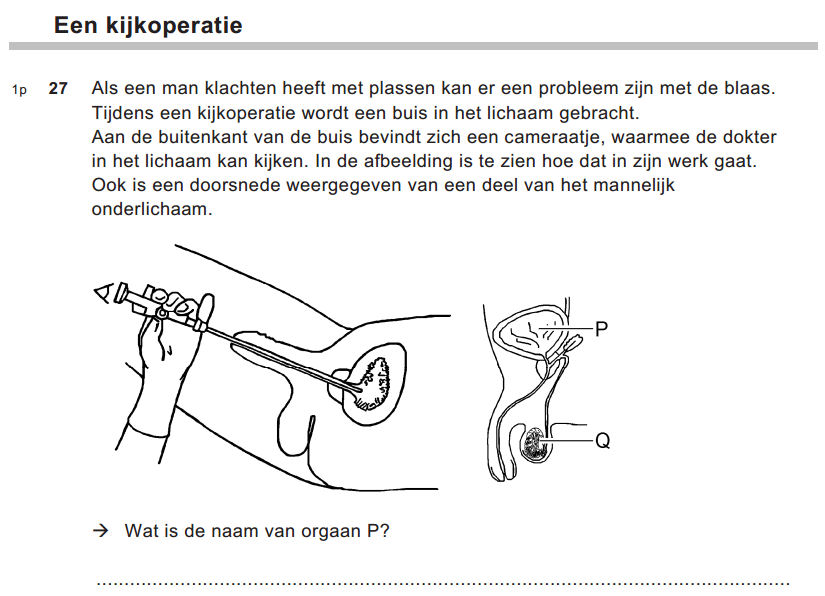 Een kijkoperatie
1p 27 Als een man klachten heeft met plassen kan er een probleem zijn met de blaas.
Tijdens een kijkoperatie wordt een buis in het lichaam gebracht.
Aan de buitenkant van de buis bevindt zich een cameraatje, waarmee de dokter
in het lichaam kan kijken. In de afbeelding is te zien hoe dat in zijn werk gaat.
Ook is een doorsnede weergegeven van een deel van het mannelijk
onderlichaam.
P
Q
→ Wat is de naam van orgaan P?
....................................................................................................................................